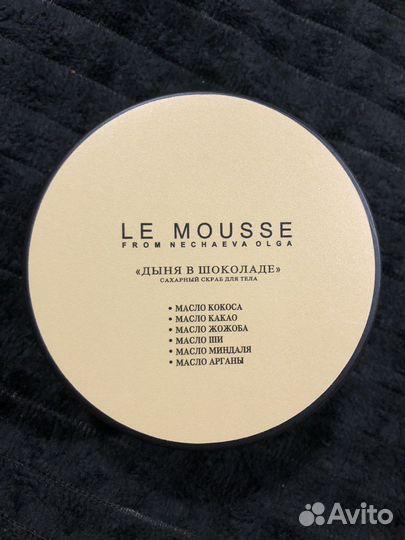 LE MOUSSE
FROM NECHAEVA OLGA
«ДЫНЯ В ШОКОЛАДЕ»
САХАРНЫЙ СКРАБ ДЛЯ ТЕЛА
• МАСЛО КОКОСА
• МАСЛО КАКАО
• МАСЛО ЖОЖОБА
• МАСЛО ШИ
• МАСЛО МИНДАЛЯ
• МАСЛО АРГАНЫ
Avito